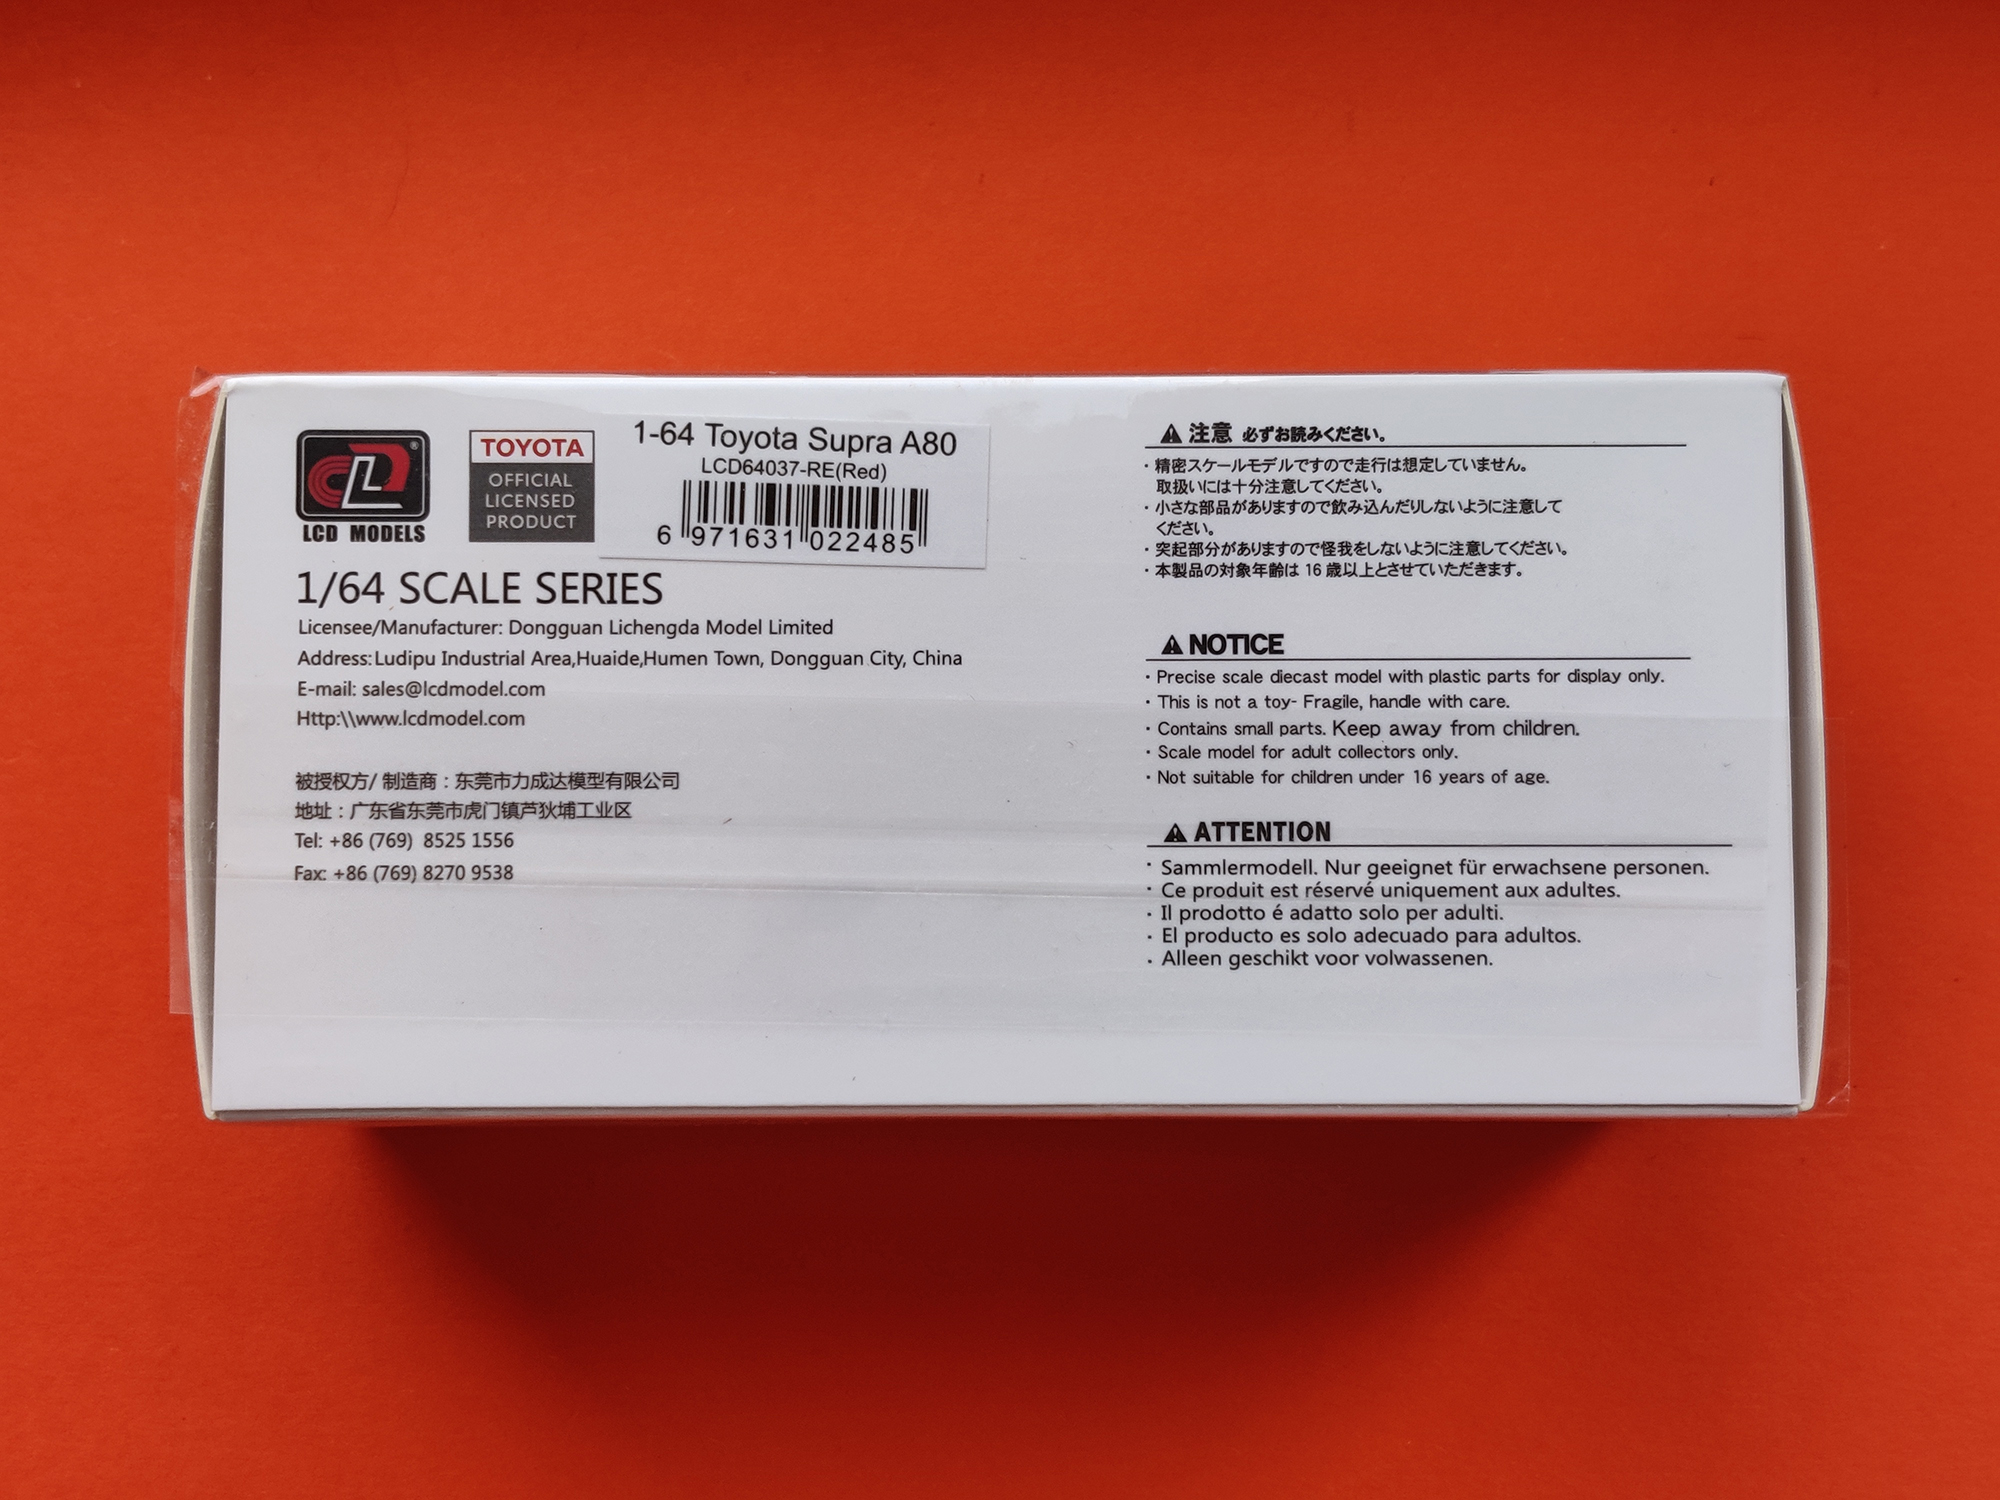 LCD MODELS
TOYOTA
OFFICIAL
LICENSED
PRODUCT
1-64 Toyota Supra A80
LCD64037-RE(Red)
6 971631 022485
1/64 SCALE SERIES
Licensee/Manufacturer: Dongguan Lichengda Model Limited
Address:Ludipu Industrial Area,Huaide,Humen Town, Dongguan City, China
E-mail: sales@lcdmodel.com
Http:\\www.lcdmodel.com
被授权方/ 制造商：东莞市力成达模型有限公司
地址：广东省东莞市虎门镇芦狄埔工业区
Tel: +86 (769) 8525 1556
Fax: +86 (769) 8270 9538
注意 必ずお読みください。
・精密スケールモデルですので走行は想定していません。
取扱いには十分注意してください。
・小さな部品がありますので飲み込んだりしないように注意して
ください。
・突起部分がありますので怪我をしないように注意してください。
・本製品の対象年齢は 16 歳以上とさせていただきます。
NOTICE
· Precise scale diecast model with plastic parts for display only.
· This is not a toy- Fragile, handle with care.
· Contains small parts. Keep away from children.
· Scale model for adult collectors only.
· Not suitable for children under 16 years of age.
ATTENTION
· Sammlermodell. Nur geeignet für erwachsene personen.
· Ce produit est réservé uniquement aux adultes.
· Il prodotto é adatto solo per adulti.
· El producto es solo adecuado para adultos.
· Alleen geschikt voor volwassenen.